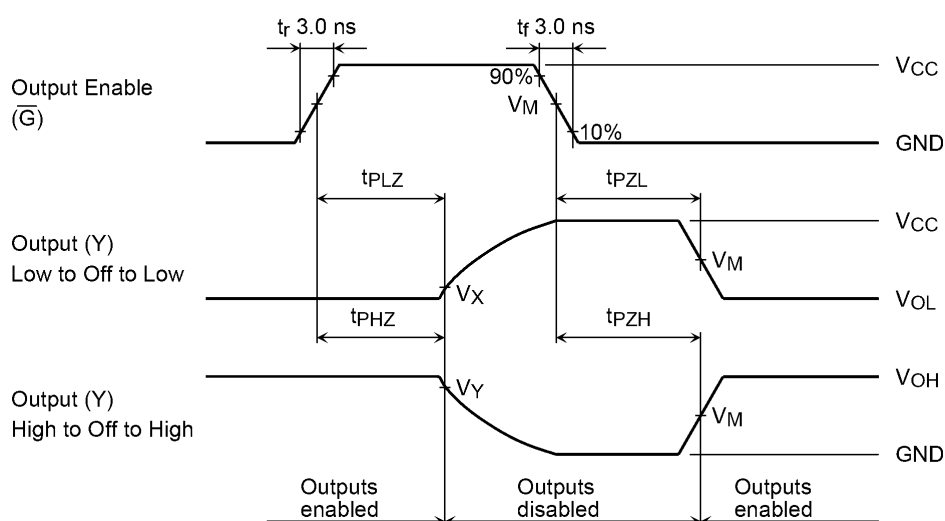 tr 3.0 ns
tf 3.0 ns
Output Enable
(G̅)
90%
VM
10%
VCC
GND
tPLZ
tPZL
Output (Y)
Low to Off to Low
VCC
VM
VX
VOL
tPHZ
tPZH
Output (Y)
High to Off to High
VOH
VY
VM
GND
Outputs
enabled
Outputs
disabled
Outputs
enabled